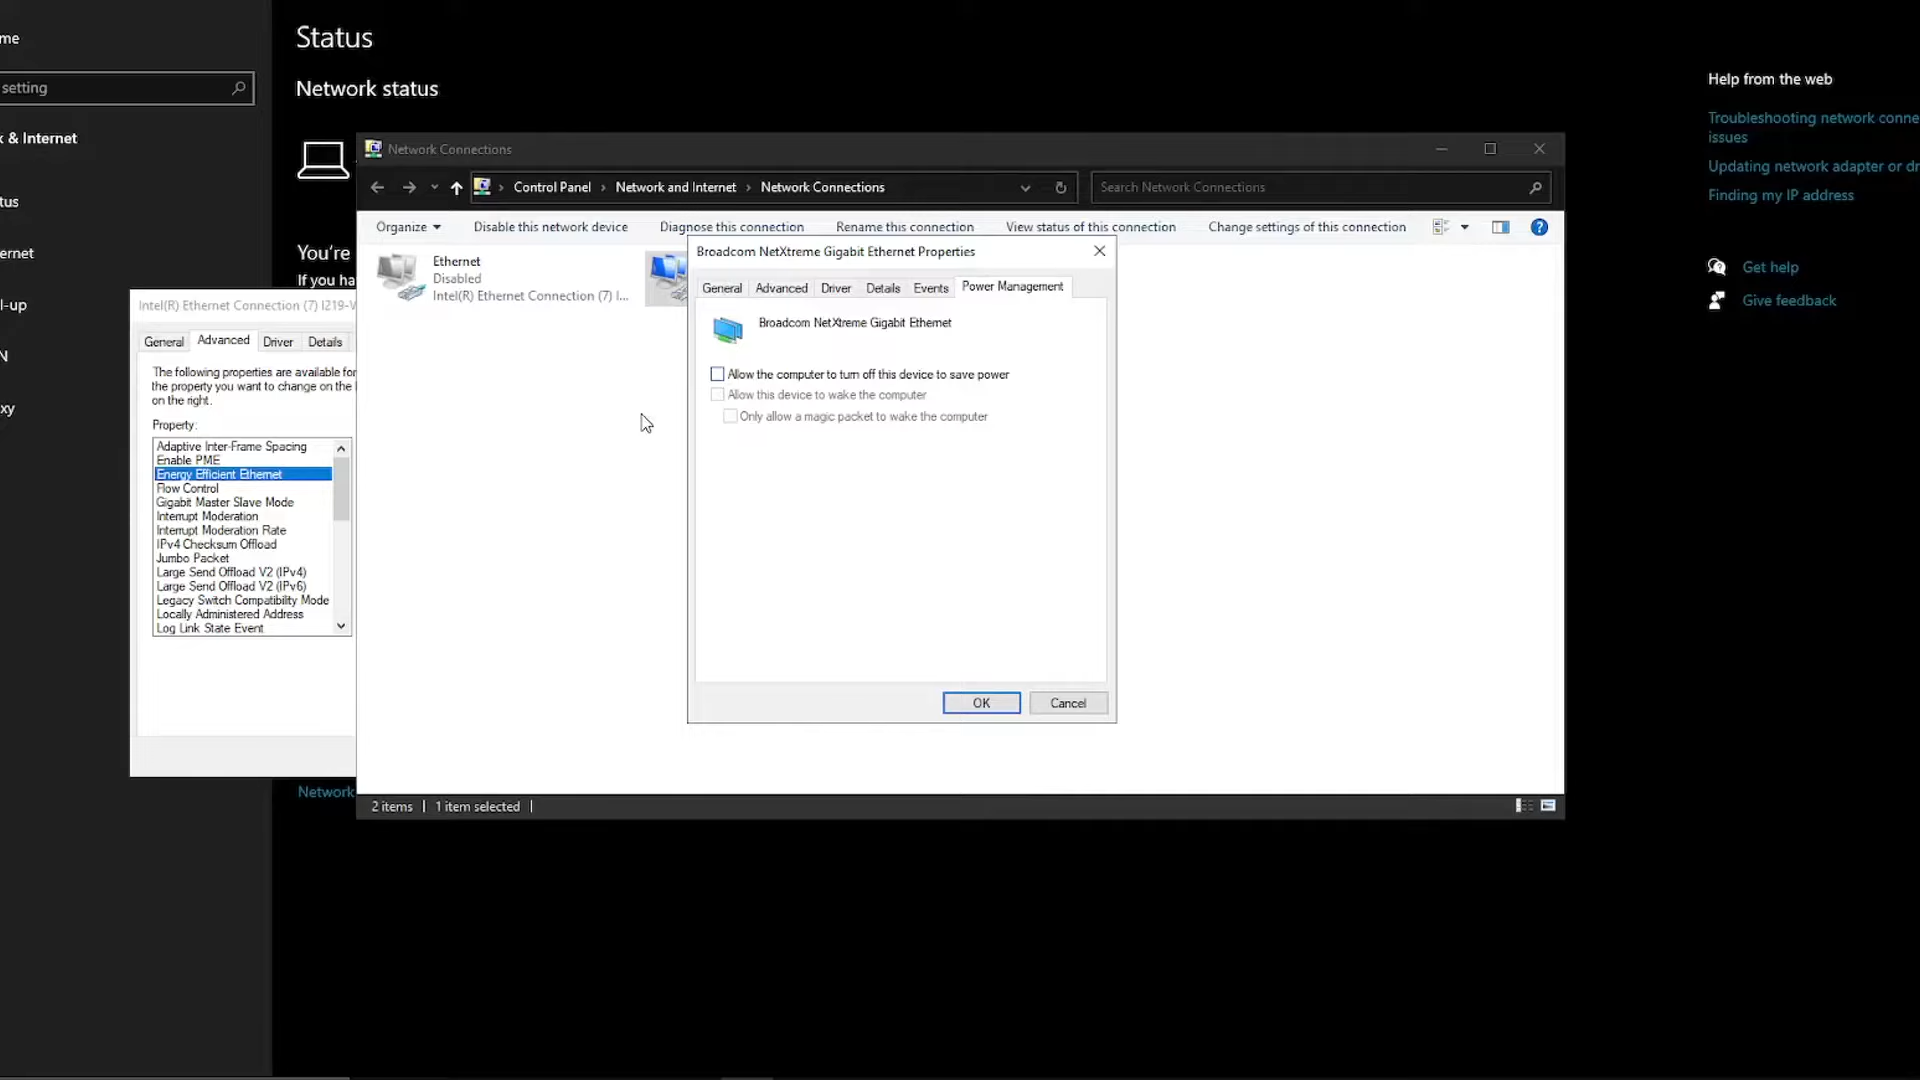 me
Status
setting
Network status
Help from the web
Troubleshooting network conne
issues
Updating network adapter or dr
Finding my IP address
Get help
Give feedback
k & Internet
tus
ernet
l-up
N
xy
You're
If you ha
Network
Network Connections
Control Panel
Network and Internet
Network Connections
Search Network Connections
Organize
Disable this network device
Diagnose this connection
Rename this connection
View status of this connection
Change settings of this connection
Ethernet
Disabled
Intel(R) Ethernet Connection (7) I...
2 items
1 item selected
Intel(R) Ethernet Connection (7) I219-V
General
Advanced
Driver
Details
The following properties are available for
the property you want to change on the l
on the right.
Property:
Adaptive Inter-Frame Spacing
Enable PME
Energy Efficient Ethernet
Flow Control
Gigabit Master Slave Mode
Interrupt Moderation
Interrupt Moderation Rate
IPv4 Checksum Offload
Jumbo Packet
Large Send Offload V2 (IPv4)
Large Send Offload V2 (IPv6)
Legacy Switch Compatibility Mode
Locally Administered Address
Log Link State Event
Broadcom NetXtreme Gigabit Ethernet Properties
General
Advanced
Driver
Details
Events
Power Management
Broadcom NetXtreme Gigabit Ethernet
Allow the computer to turn off this device to save power
Allow this device to wake the computer
Only allow a magic packet to wake the computer
OK
Cancel